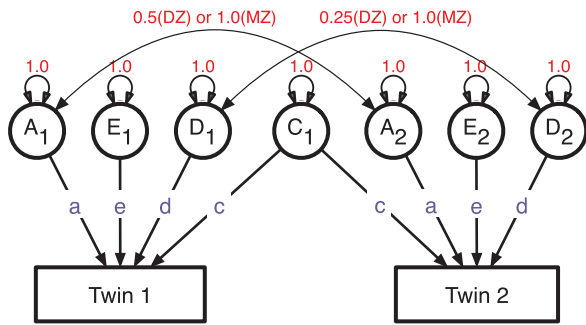 0.5(DZ) or 1.0(MZ) 0.25(DZ) or 1.0(MZ)
1.0 1.0 1.0 1.0 1.0 1.0 1.0
A1 E1 D1 C1 A2 E2 D2
a e d c c a e d
Twin 1 Twin 2